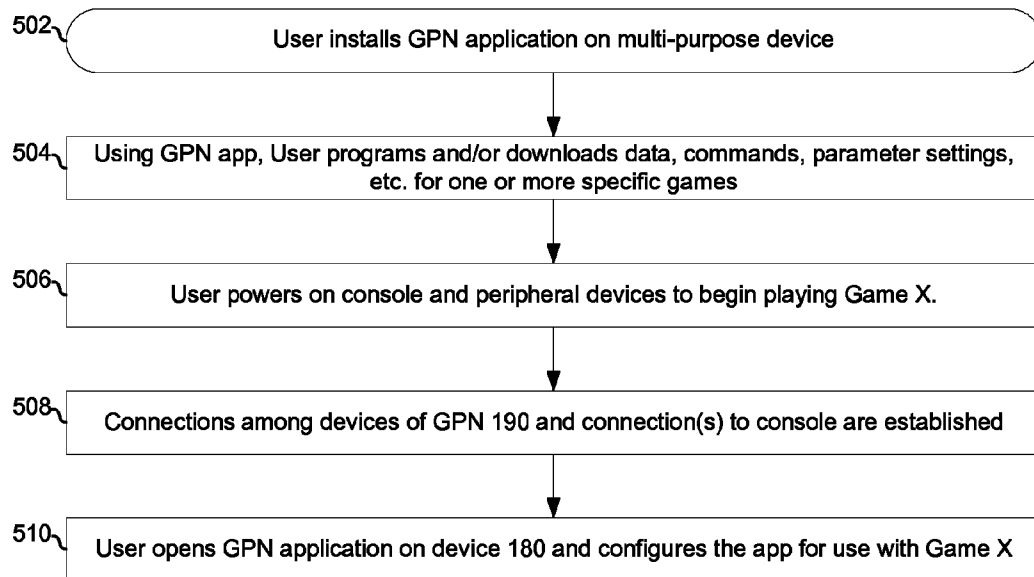 502
User installs GPN application on multi-purpose device
504
Using GPN app, User programs and/or downloads data, commands, parameter settings,
etc. for one or more specific games
506
User powers on console and peripheral devices to begin playing Game X.
508
Connections among devices of GPN 190 and connection(s) to console are established
510
User opens GPN application on device 180 and configures the app for use with Game X